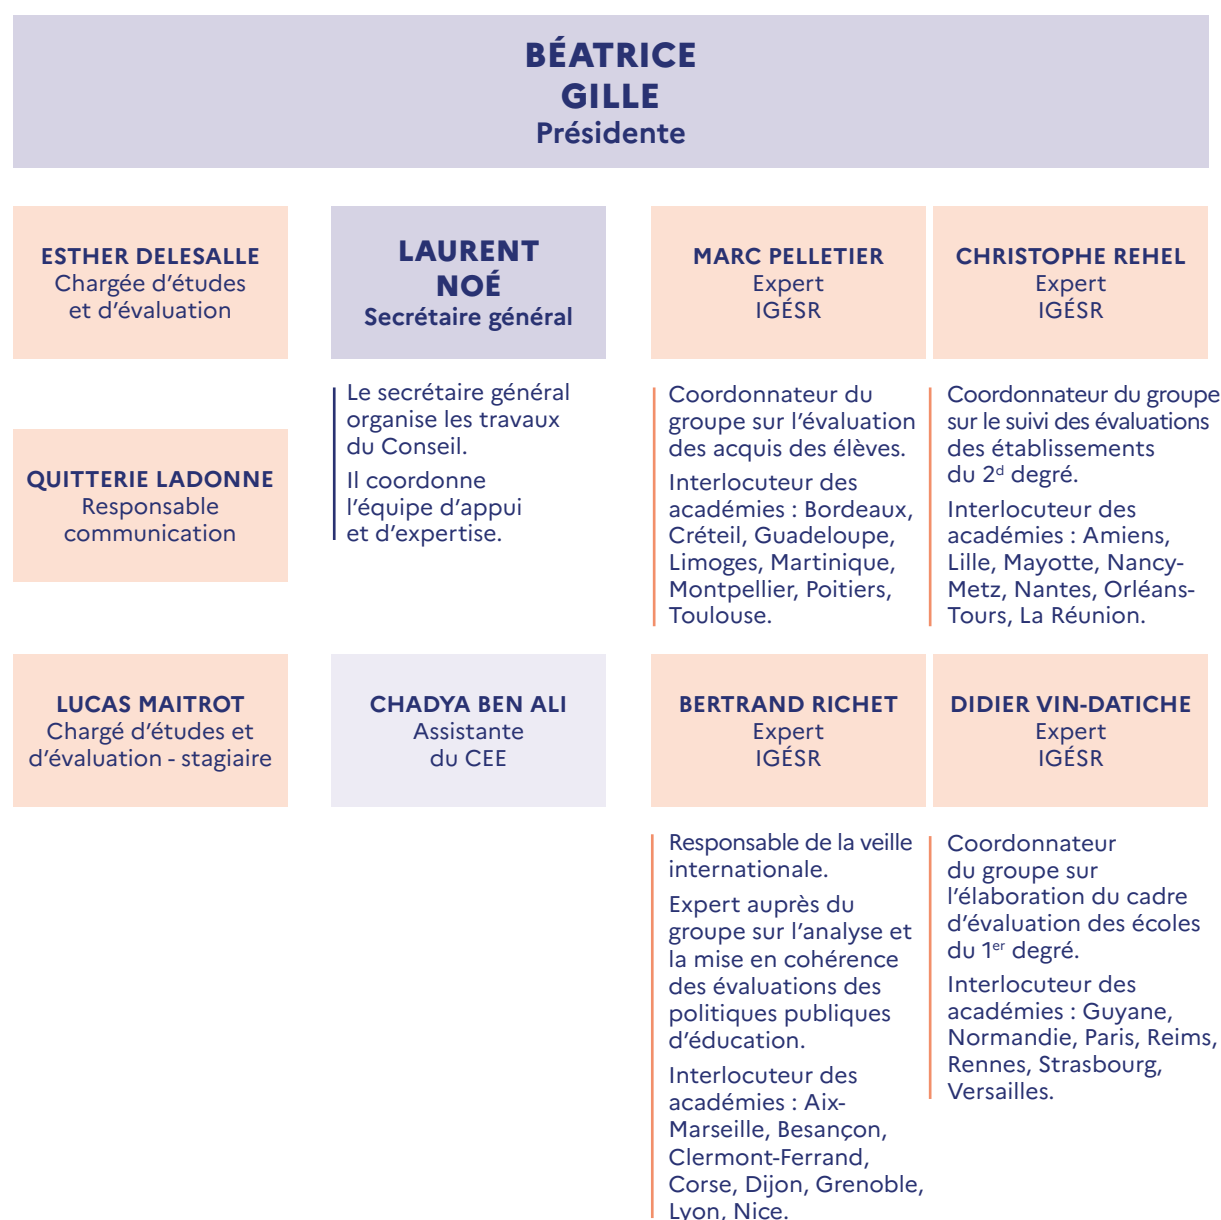 BÉATRICE
GILLE
Présidente
ESTHER DELESALLE
Chargée d’études
et d’évaluation
LAURENT
NOÉ
Secrétaire général
MARC PELLETIER
Expert
IGÉSR
CHRISTOPHE REHEL
Expert
IGÉSR
QUITTERIE LADONNE
Responsable
communication
Le secrétaire général
organise les travaux
du Conseil.
Il coordonne
l’équipe d’appui
et d’expertise.
Coordonnateur du
groupe sur l’évaluation
des acquis des élèves.
Interlocuteur des
académies : Bordeaux,
Créteil, Guadeloupe,
Limoges, Martinique,
Montpellier, Poitiers,
Toulouse.
Coordonnateur du groupe
sur le suivi des évaluations
des établissements
du 2d degré.
Interlocuteur des
académies : Amiens,
Lille, Mayotte, Nancy-
Metz, Nantes, Orléans-
Tours, La Réunion.
LUCAS MAITROT
Chargé d’études et
d’évaluation - stagiaire
CHADYA BEN ALI
Assistante
du CEE
BERTRAND RICHET
Expert
IGÉSR
DIDIER VIN-DATICHE
Expert
IGÉSR
Responsable de la veille
internationale.
Expert auprès du
groupe sur l’analyse et
la mise en cohérence
des évaluations des
politiques publiques
d’éducation.
Interlocuteur des
académies : Aix-
Marseille, Besançon,
Clermont-Ferrand,
Corse, Dijon, Grenoble,
Lyon, Nice.
Coordonnateur
du groupe sur
l’élaboration du cadre
d’évaluation des écoles
du 1er degré.
Interlocuteur des
académies : Guyane,
Normandie, Paris, Reims,
Rennes, Strasbourg,
Versailles.